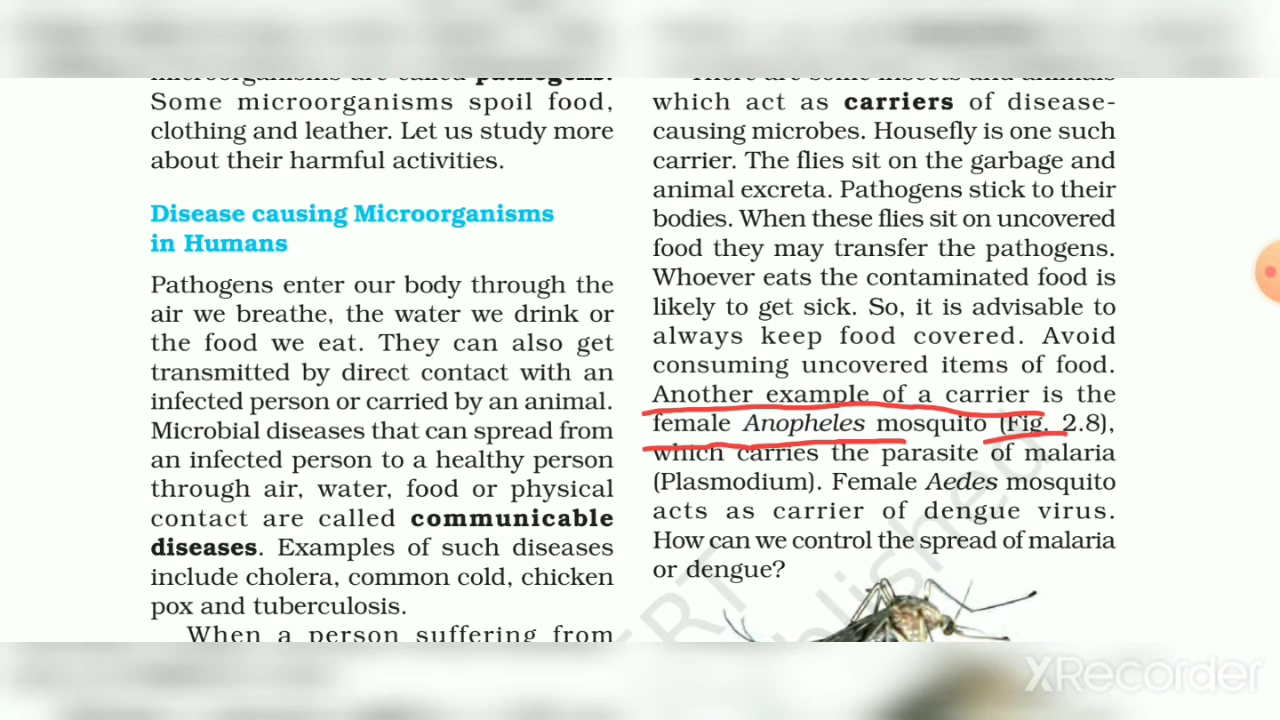 microorganisms are called pathogens.
Some microorganisms spoil food,
clothing and leather. Let us study more
about their harmful activities.
Disease causing Microorganisms
in Humans
Pathogens enter our body through the
air we breathe, the water we drink or
the food we eat. They can also get
transmitted by direct contact with an
infected person or carried by an animal.
Microbial diseases that can spread from
an infected person to a healthy person
through air, water, food or physical
contact are called communicable
diseases. Examples of such diseases
include cholera, common cold, chicken
pox and tuberculosis.
When a person suffering from
There are some insects and animals
which act as carriers of disease-
causing microbes. Housefly is one such
carrier. The flies sit on the garbage and
animal excreta. Pathogens stick to their
bodies. When these flies sit on uncovered
food they may transfer the pathogens.
Whoever eats the contaminated food is
likely to get sick. So, it is advisable to
always keep food covered. Avoid
consuming uncovered items of food.
Another example of a carrier is the
female Anopheles mosquito (Fig. 2.8),
which carries the parasite of malaria
(Plasmodium). Female Aedes mosquito
acts as carrier of dengue virus.
How can we control the spread of malaria
or dengue?
XRecorder